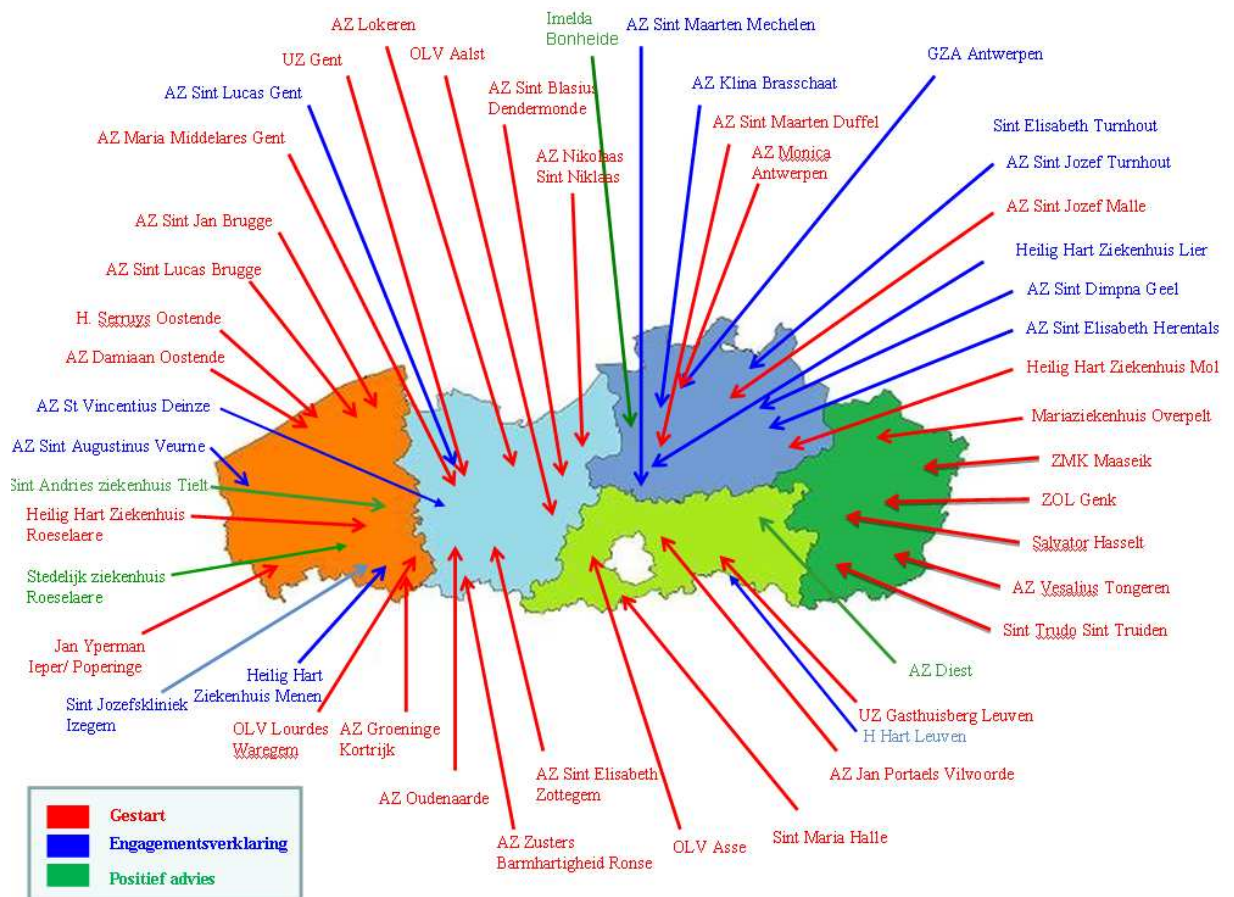 AZ Lokeren
Imelda
Bonheide
AZ Sint Maarten Mechelen
UZ Gent
OLV Aalst
GZA Antwerpen
AZ Sint Lucas Gent
AZ Sint Blasius
Dendermonde
AZ Klina Brasschaat
AZ Maria Middelares Gent
AZ Sint Maarten Duffel
Sint Elisabeth Turnhout
AZ Nikolaas
Sint Niklaas
AZ Monica
Antwerpen
AZ Sint Jozef Turnhout
AZ Sint Jan Brugge
AZ Sint Jozef Malle
AZ Sint Lucas Brugge
Heilig Hart Ziekenhuis Lier
H. Serruys Oostende
AZ Sint Dimpna Geel
AZ Damiaan Oostende
AZ Sint Elisabeth Herentals
AZ St Vincentius Deinze
Heilig Hart Ziekenhuis Mol
AZ Sint Augustinus Veurne
Mariaziekenhuis Overpelt
Sint Andries ziekenhuis Tielt
ZMK Maaseik
Heilig Hart Ziekenhuis
Roeselaere
ZOL Genk
Salvator Hasselt
Stedelijk ziekenhuis
Roeselaere
AZ Vesalius Tongeren
Sint Trudo Sint Truiden
Jan Yperman
Ieper/ Poperinge
AZ Diest
Sint Jozefskliniek
Izegem
Heilig Hart
Ziekenhuis Menen
OLV Lourdes
Waregem
AZ Groeninge
Kortrijk
UZ Gasthuisberg Leuven
H Hart Leuven
AZ Sint Elisabeth
Zottegem
AZ Jan Portaels Vilvoorde
AZ Oudenaarde
AZ Zusters
Barmhartigheid Ronse
OLV Asse
Sint Maria Halle
Gestart
Engagementsverklaring
Positief advies